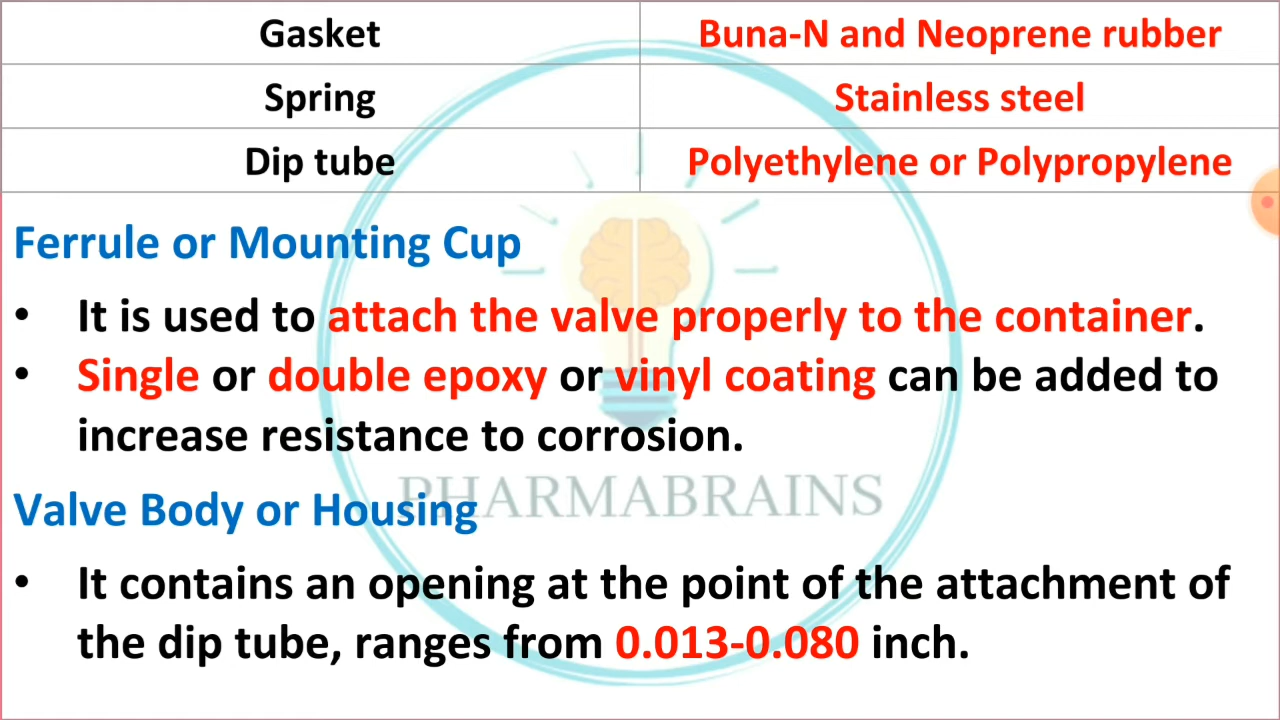 Gasket Buna-N and Neoprene rubber
Spring Stainless steel
Dip tube Polyethylene or Polypropylene
Ferrule or Mounting Cup
• It is used to attach the valve properly to the container.
• Single or double epoxy or vinyl coating can be added to
increase resistance to corrosion.
PHARMABRAINS
Valve Body or Housing
• It contains an opening at the point of the attachment of
the dip tube, ranges from 0.013-0.080 inch.